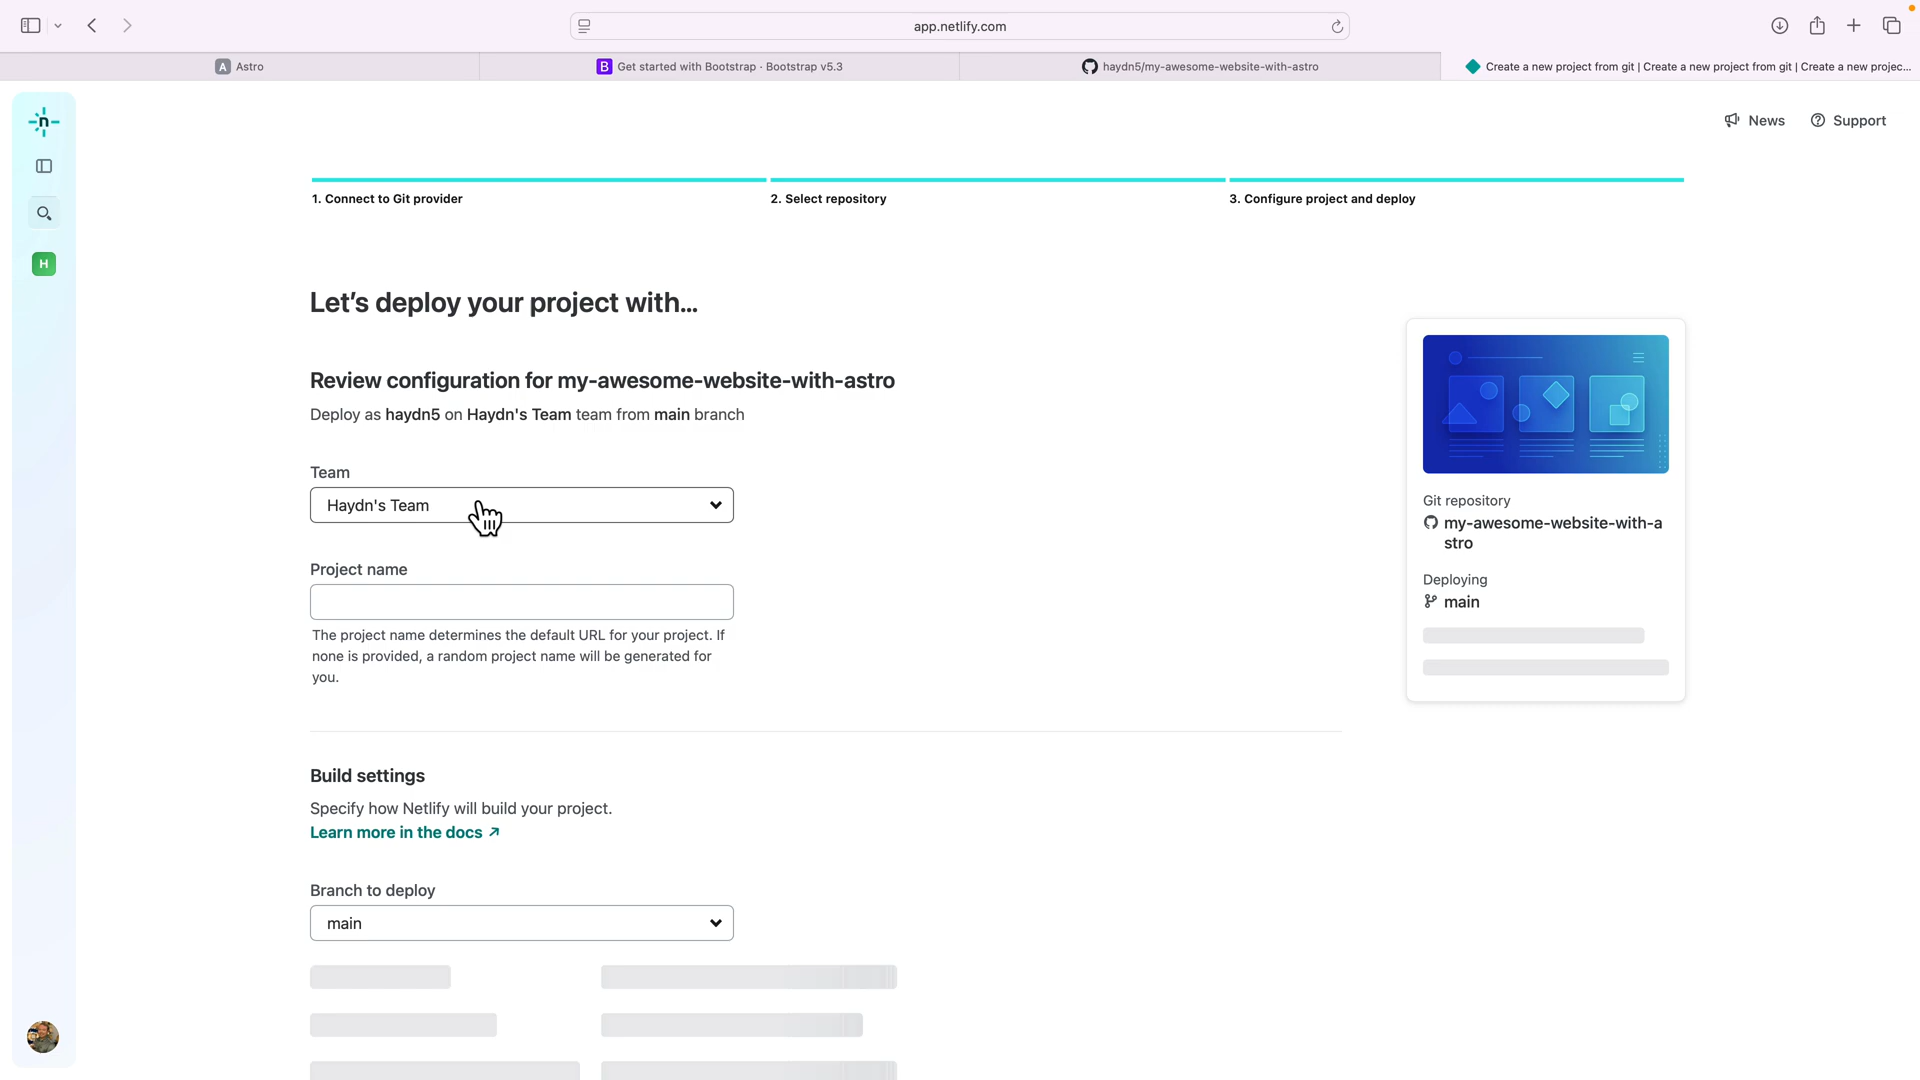 app.netlify.com
A Astro
B Get started with Bootstrap · Bootstrap v5.3
haydn5/my-awesome-website-with-astro
Create a new project from git | Create a new project from git | Create a new projec...
n
News
Support
1. Connect to Git provider
2. Select repository
3. Configure project and deploy
H
Let's deploy your project with...
Review configuration for my-awesome-website-with-astro
Deploy as haydn5 on Haydn's Team team from main branch
Team
Haydn's Team
Project name
The project name determines the default URL for your project. If
none is provided, a random project name will be generated for
you.
Git repository
my-awesome-website-with-a
stro
Deploying
main
Build settings
Specify how Netlify will build your project.
Learn more in the docs ↗
Branch to deploy
main